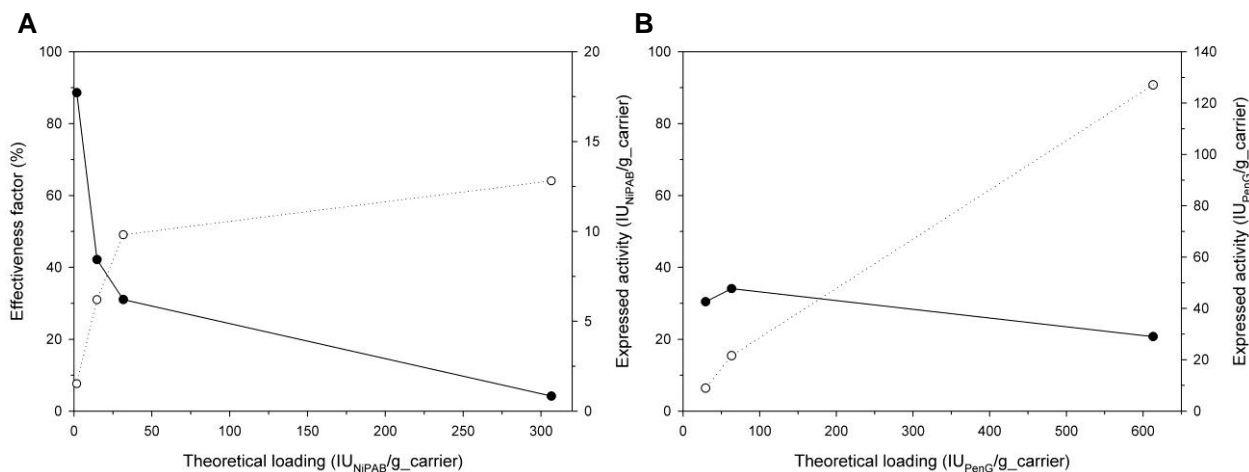 A
B
100
80
60
40
20
0
Effectiveness factor (%)
20
15
10
5
0
Expressed activity (IU_NiPAB/g_carrier)
0 50 100 150 200 250 300
Theoretical loading (IU_NiPAB/g_carrier)
100
80
60
40
20
0
140
120
100
80
60
40
20
0
Expressed activity (IU_PenG/g_carrier)
0 100 200 300 400 500 600
Theoretical loading (IU_PenG/g_carrier)